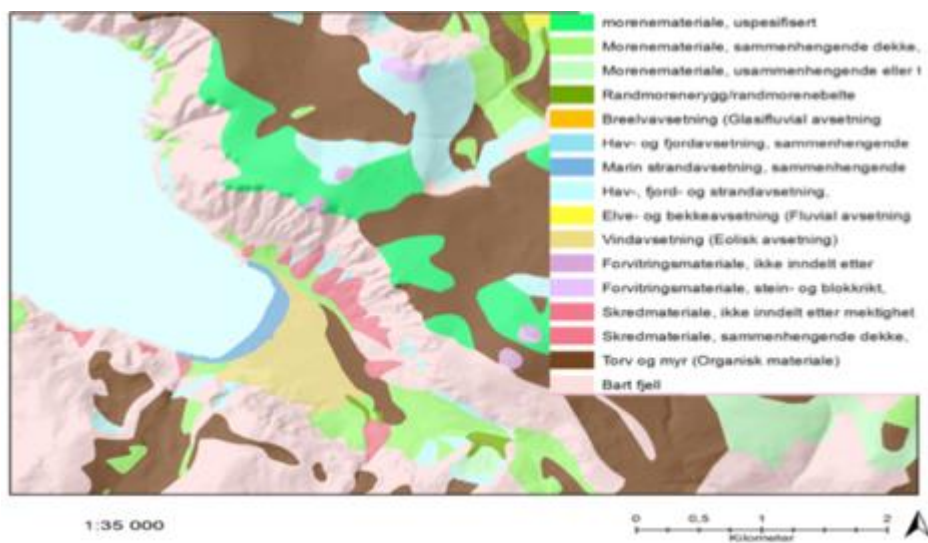 morenemateriale, uspesifisert
Morenemateriale, sammenhengende dekke,
Morenemateriale, usammenhengende eller t
Randmorenerygg/randmorenebelte
Breelvavsetning (Glasifluvial avsetning
Hav- og fjordavsetning, sammenhengende
Marin strandavsetning, sammenhengende
Hav-, fjord- og strandavsetning,
Elve- og bekkeavsetning (Fluvial avsetning
Vindavsetning (Eolisk avsetning)
Forvitringsmateriale, ikke inndelt etter
Forvitringsmateriale, stein- og blokkrikt,
Skredmateriale, ikke inndelt etter mektighet
Skredmateriale, sammenhengende dekke,
Torv og myr (Organisk materiale)
Bart fjell
1:35 000
0 0,5 1 2
Kilometer